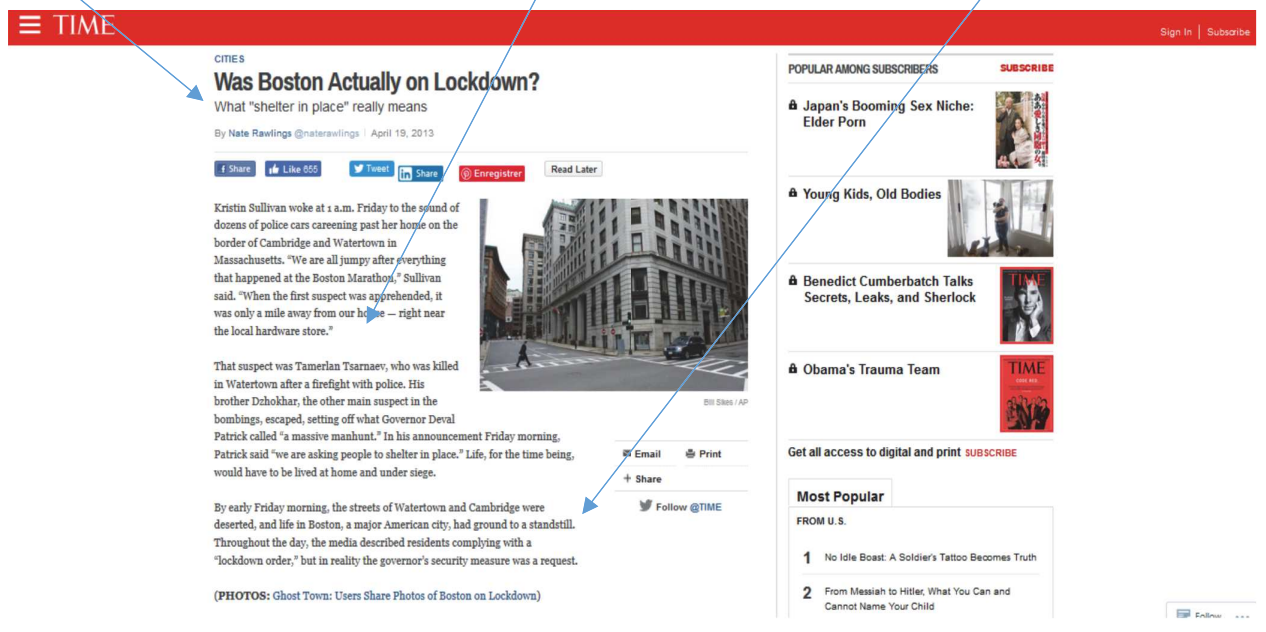 TIME
Sign In | Subscribe
CITIES
Was Boston Actually on Lockdown?
What "shelter in place" really means
By Nate Rawlings @naterawlings | April 19, 2013
Share
Like 655
Tweet
Share
Enregistrer
Read Later
Kristin Sullivan woke at 1 a.m. Friday to the sound of
dozens of police cars careening past her home on the
border of Cambridge and Watertown in
Massachusetts. “We are all jumpy after everything
that happened at the Boston Marathon,” Sullivan
said. “When the first suspect was apprehended, it
was only a mile away from our house — right near
the local hardware store.”
That suspect was Tamerlan Tsarnaev, who was killed
in Watertown after a firefight with police. His
brother Dzhokhar, the other main suspect in the
bombings, escaped, setting off what Governor Deval
Patrick called “a massive manhunt.” In his announcement Friday morning,
Patrick said “we are asking people to shelter in place.” Life, for the time being,
would have to be lived at home and under siege.
By early Friday morning, the streets of Watertown and Cambridge were
deserted, and life in Boston, a major American city, had ground to a standstill.
Throughout the day, the media described residents complying with a
“lockdown order,” but in reality the governor’s security measure was a request.
(PHOTOS: Ghost Town: Users Share Photos of Boston on Lockdown)
Bill Sikes / AP
Email
Print
+ Share
Follow @TIME
POPULAR AMONG SUBSCRIBERS
SUBSCRIBE
Japan's Booming Sex Niche:
Elder Porn
Young Kids, Old Bodies
Benedict Cumberbatch Talks
Secrets, Leaks, and Sherlock
TIME
Obama's Trauma Team
TIME
Get all access to digital and print SUBSCRIBE
Most Popular
FROM U.S.
1 No Idle Boast: A Soldier's Tattoo Becomes Truth
2 From Messiah to Hitler, What You Can and
Cannot Name Your Child
Follow